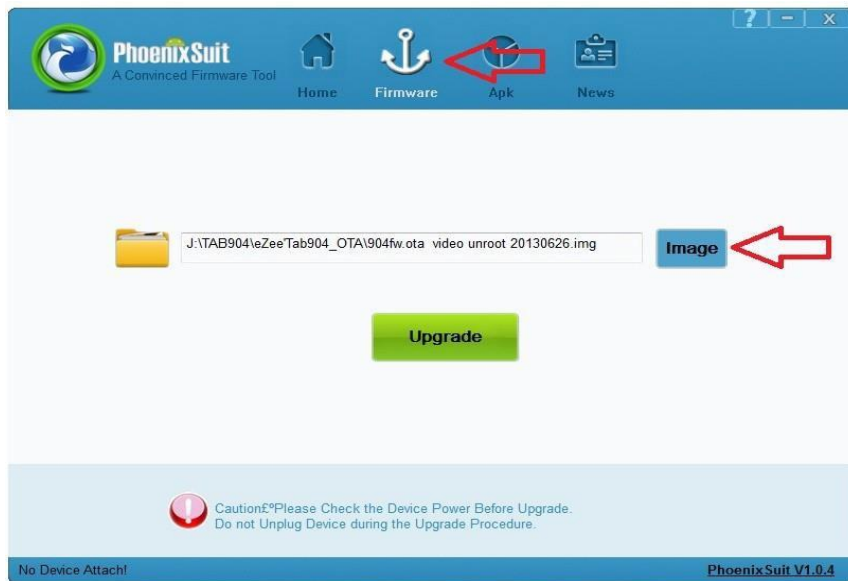 ? - x
PhoenixSuit
A Convinced Firmware Tool
Home Firmware Apk News
J:\TAB904\eZee'Tab904_OTA\904fw.ota video unroot 20130626.img
Image
Upgrade
Caution£ºPlease Check the Device Power Before Upgrade.
Do not Unplug Device during the Upgrade Procedure.
No Device Attach!
PhoenixSuit V1.0.4